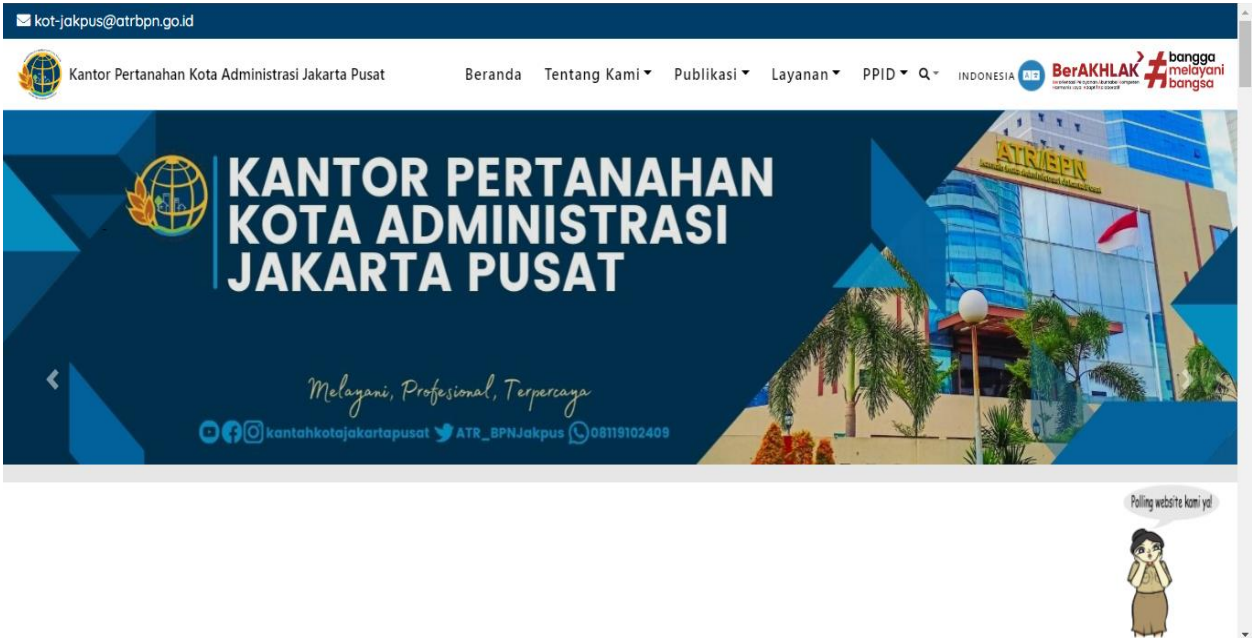 kot-jakpus@atrbpn.go.id
Kantor Pertanahan Kota Administrasi Jakarta Pusat
Beranda Tentang Kami Publikasi Layanan PPID INDONESIA
BerAKHLAK
# bangga
melayani
bangsa
KANTOR PERTANAHAN
KOTA ADMINISTRASI
JAKARTA PUSAT
ATR/BPN
Melayani, Profesional, Terpercaya
kantahkotajakartapusat ATR_BPNJakpus 08119102409
Polling website kami ya!